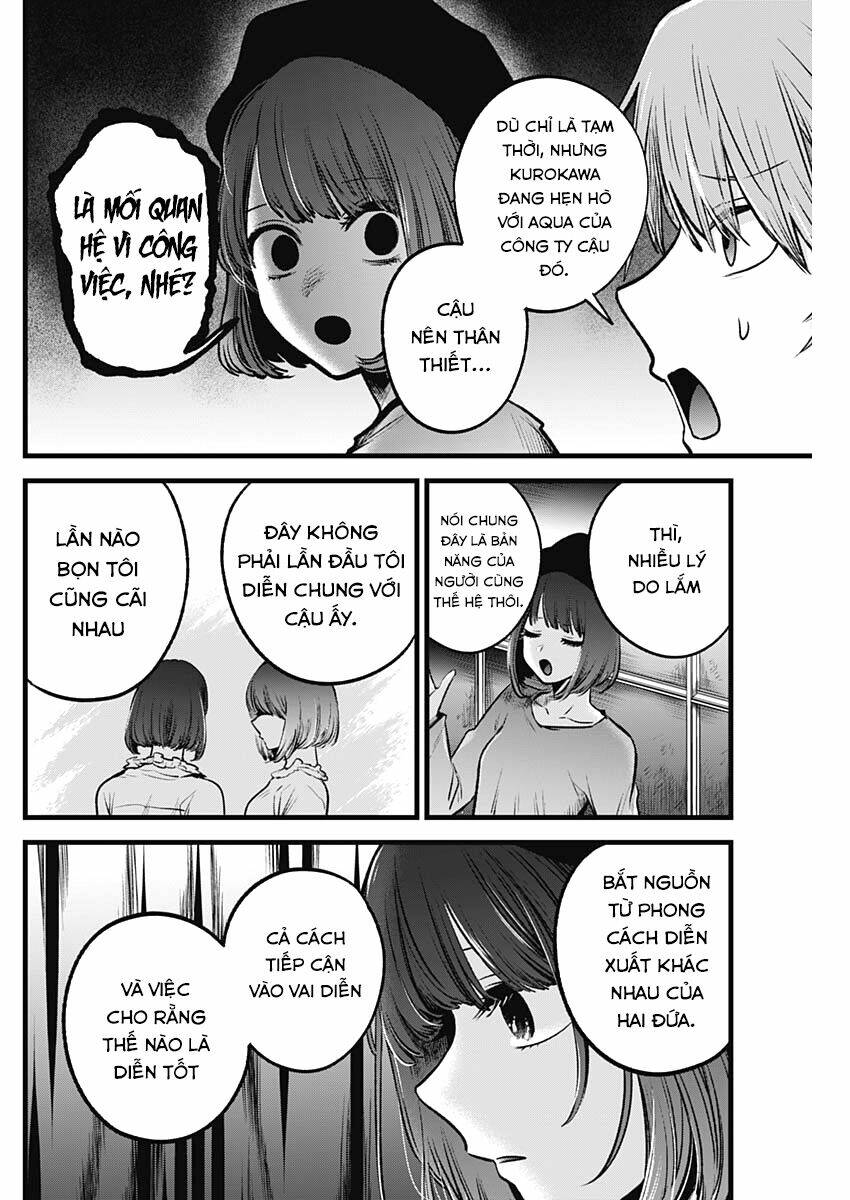 DÙ CHỈ LÀ TẠM
THỜI, NHƯNG
KUROKAWA
ĐANG HẸN HÒ
VỚI AQUA CỦA
CÔNG TY CẬU
ĐÓ.
CẬU
NÊN THÂN
THIẾT...
LÀ MỐI QUAN
HỆ VÌ CÔNG
VIỆC, NHÉ?
THÌ,
NHIỀU LÝ
DO LẮM
NÓI CHUNG
ĐÂY LÀ BẢN
NĂNG CỦA
NGƯỜI CÙNG
THẾ HỆ THÔI.
ĐÂY KHÔNG
PHẢI LẦN ĐẦU TÔI
DIỄN CHUNG VỚI
CẬU ẤY.
LẦN NÀO
BỌN TÔI
CŨNG CÃI
NHAU
BẮT NGUỒN
TỪ PHONG
CÁCH DIỄN
XUẤT KHÁC
NHAU CỦA
HAI ĐỨA.
CẢ CÁCH
TIẾP CẬN
VÀO VAI DIỄN
VÀ VIỆC
CHO RẰNG
THẾ NÀO LÀ
DIỄN TỐT